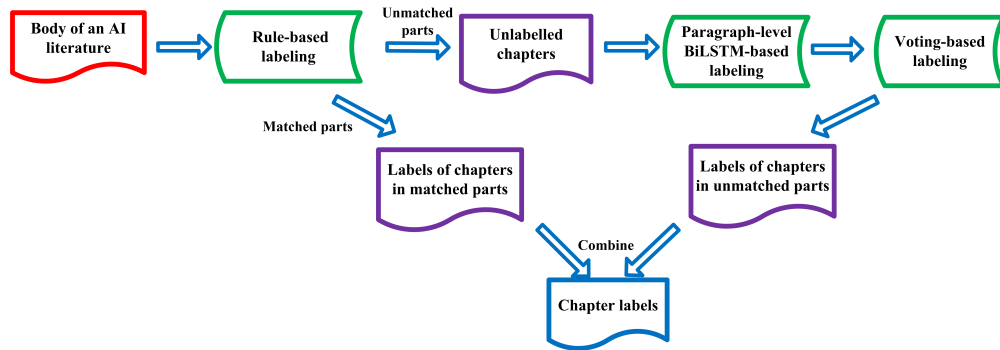 Body of an AI
literature
Rule-based
labeling
Unmatched
parts
Unlabelled
chapters
Paragraph-level
BiLSTM-based
labeling
Voting-based
labeling
Matched parts
Labels of chapters
in matched parts
Labels of chapters
in unmatched parts
Combine
Chapter labels